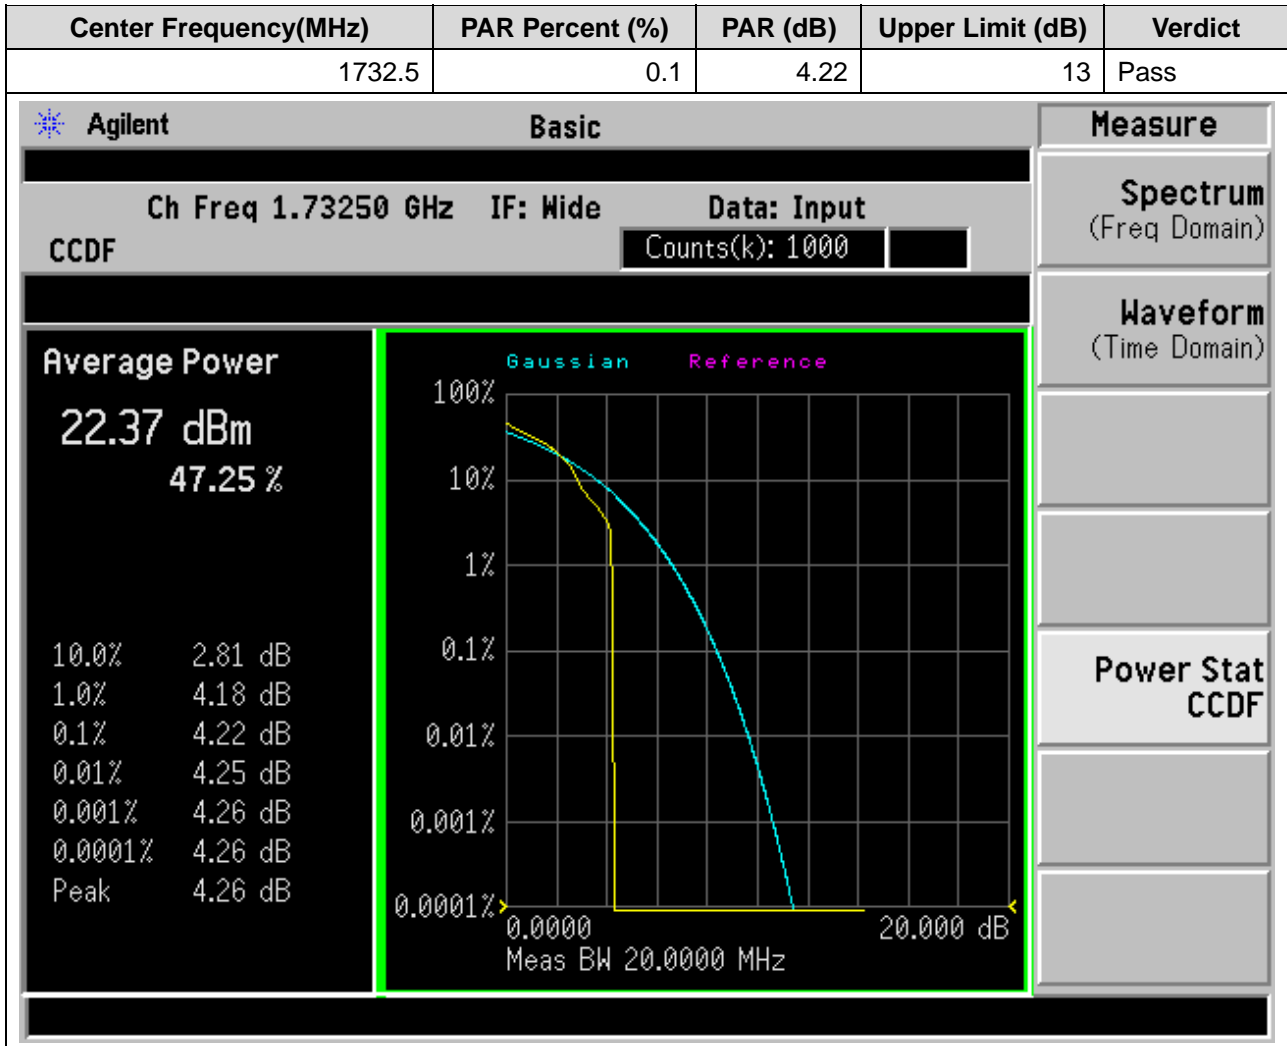 Center Frequency(MHz) PAR Percent (%) PAR (dB) Upper Limit (dB) Verdict
1732.5 0.1 4.22 13 Pass
Agilent Basic Measure
Ch Freq 1.73250 GHz IF: Wide Data: Input
CCDF Counts(k): 1000
Spectrum
(Freq Domain)
Waveform
(Time Domain)
Power Stat
CCDF
Average Power
22.37 dBm
47.25 %
10.0% 2.81 dB
1.0% 4.18 dB
0.1% 4.22 dB
0.01% 4.25 dB
0.001% 4.26 dB
0.0001% 4.26 dB
Peak 4.26 dB
Gaussian Reference
100%
10%
1%
0.1%
0.01%
0.001%
0.0001%
0.0000 20.000 dB
Meas BW 20.0000 MHz